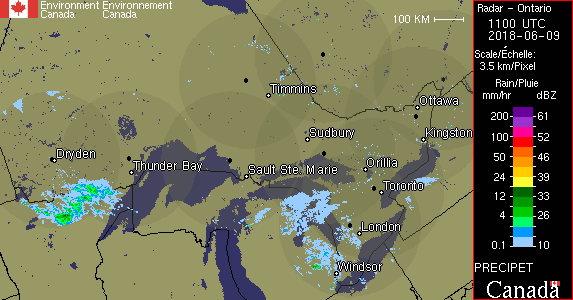 Environment Environnement
Canada Canada
100 KM
Timmins
Ottawa
Sudbury
Kingston
Dryden
Thunder Bay
Sault Ste. Marie
Orillia
Toronto
London
Windsor
Radar - Ontario
1100 UTC
2018-06-09
Scale/Échelle:
3.5 km/Pixel
Rain/Pluie
mm/hr dBZ
200 61
100 52
50 46
24 39
12 33
4 26
0.1 10
PRECIPET
Canada